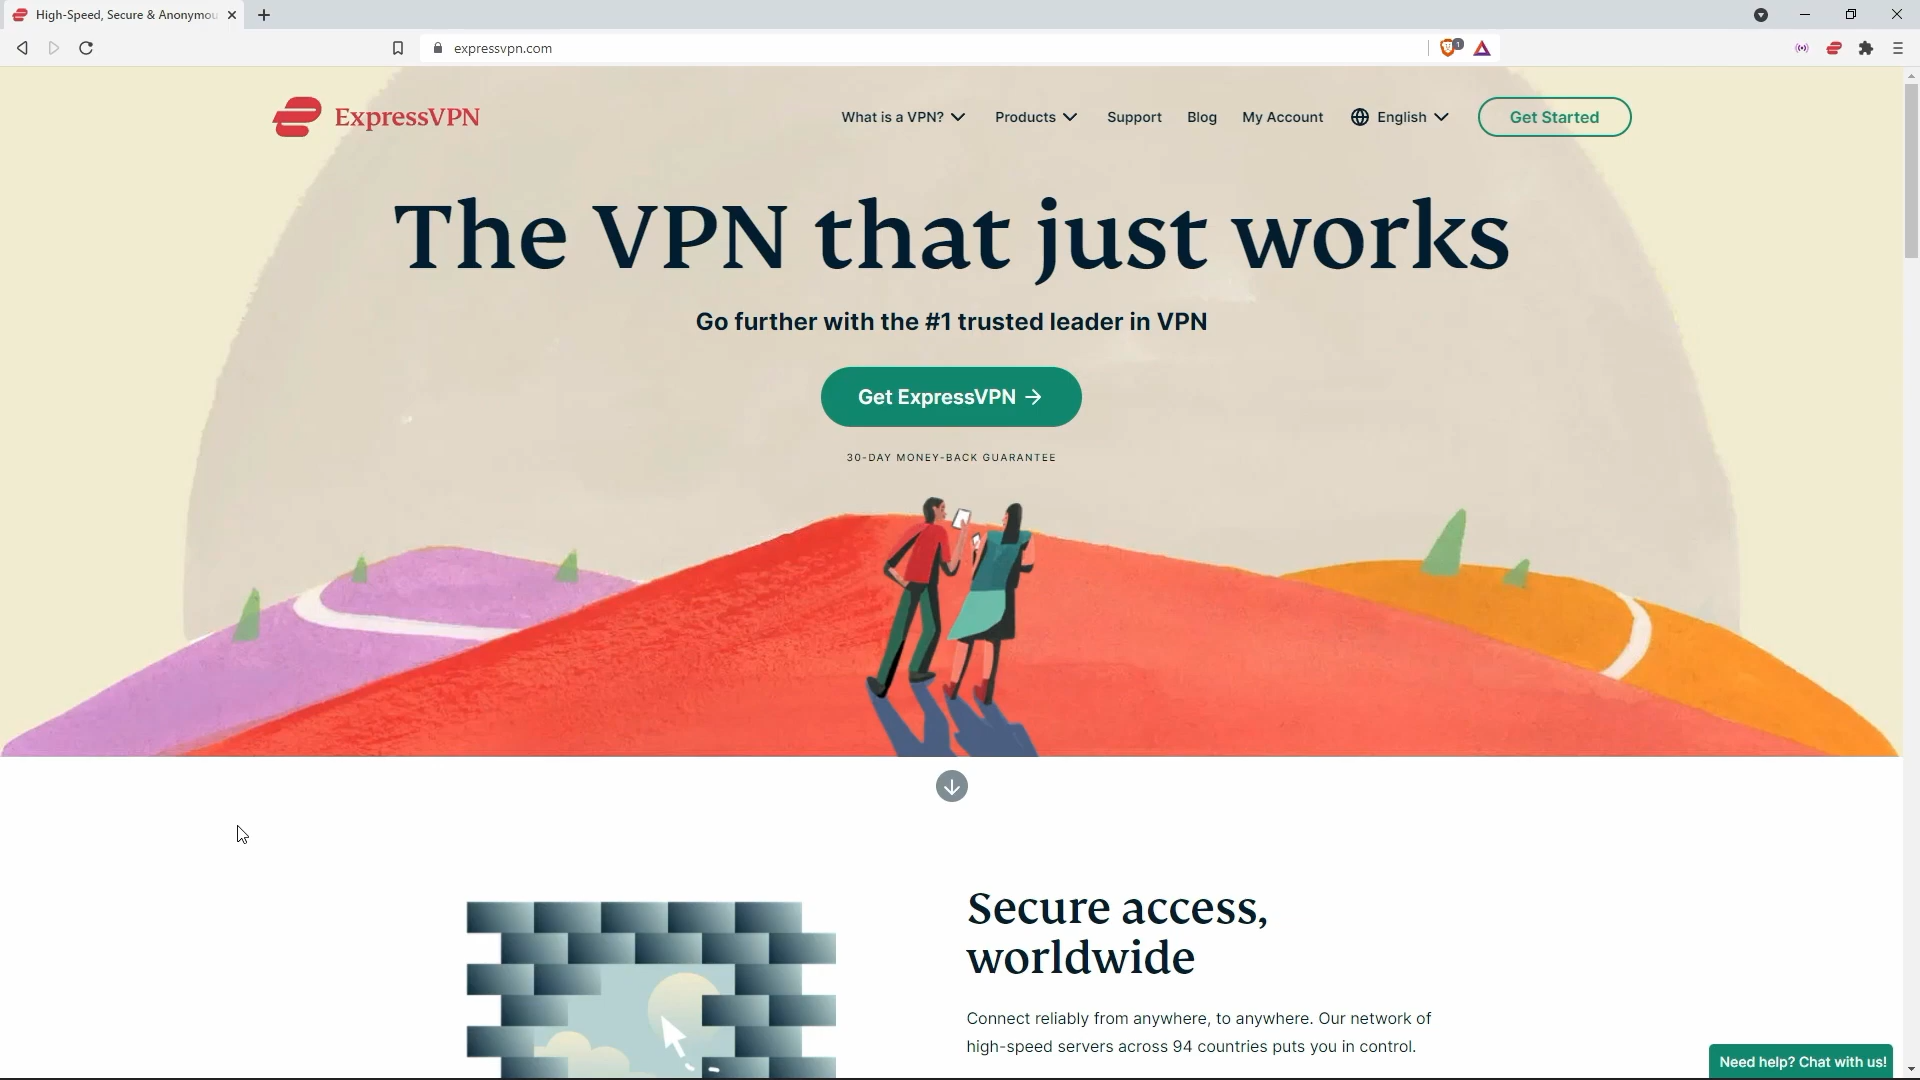 High-Speed, Secure & Anonymou
expressvpn.com
1
ExpressVPN
What is a VPN?
Products
Support
Blog
My Account
English
Get Started
The VPN that just works
Go further with the #1 trusted leader in VPN
Get ExpressVPN →
30-DAY MONEY-BACK GUARANTEE
Secure access,
worldwide
Connect reliably from anywhere, to anywhere. Our network of
high-speed servers across 94 countries puts you in control.
Need help? Chat with us!